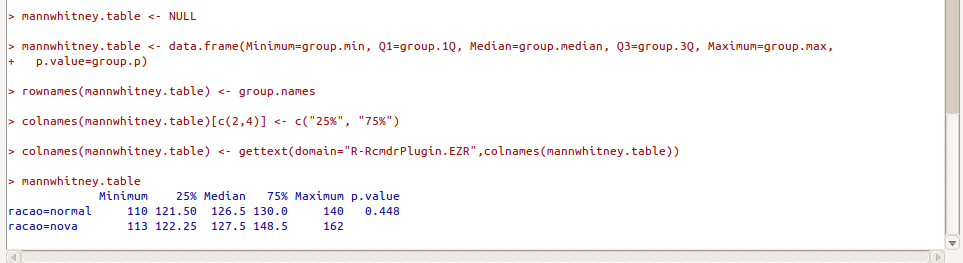 > mannwhitney.table <- NULL
> mannwhitney.table <- data.frame(Minimum=group.min, Q1=group.1Q, Median=group.median, Q3=group.3Q, Maximum=group.max,
+   p.value=group.p)
> rownames(mannwhitney.table) <- group.names
> colnames(mannwhitney.table)[c(2,4)] <- c("25%", "75%")
> colnames(mannwhitney.table) <- gettext(domain="R-RcmdrPlugin.EZR",colnames(mannwhitney.table))
> mannwhitney.table
             Minimum    25% Median   75% Maximum p.value
racao=normal     110 121.50  126.5 130.0     140   0.448
racao=nova       113 122.25  127.5 148.5     162